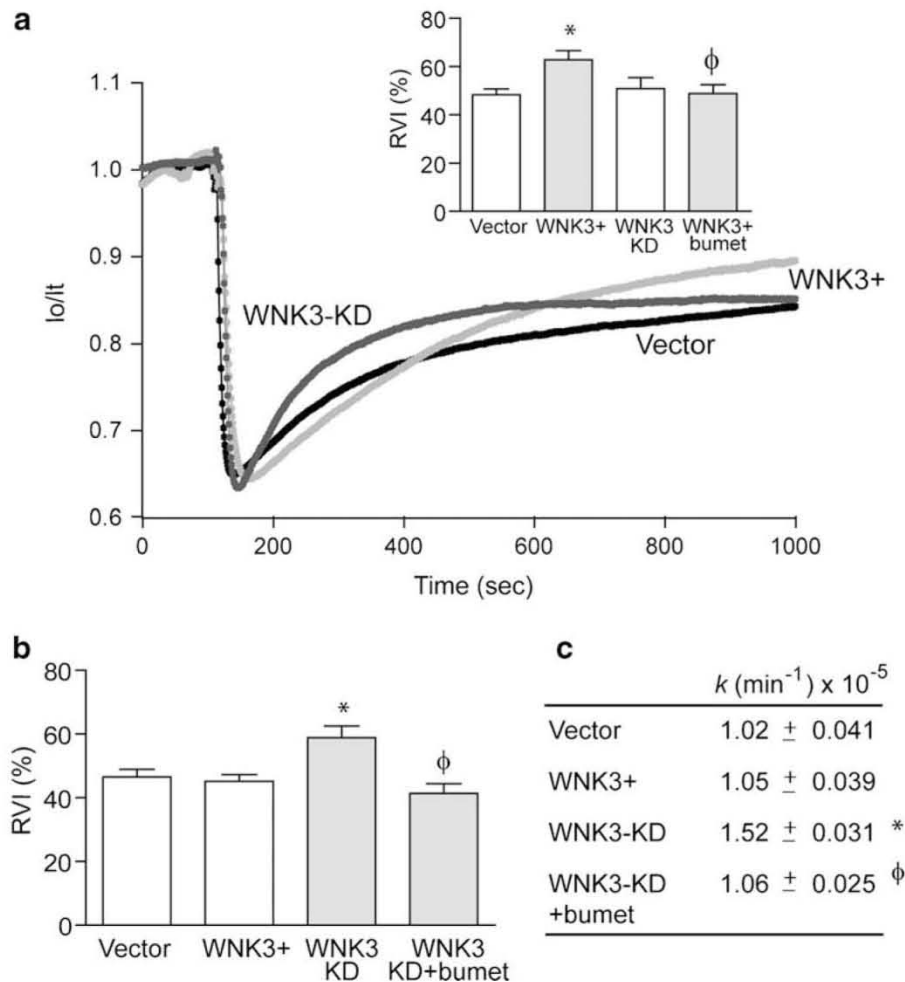 a
80
60
40
20
0
RVI (%)
*
ϕ
Vector
WNK3+
WNK3
KD
WNK3+
bumet
1.1
1.0
0.9
0.8
0.7
0.6
Io/It
WNK3-KD
WNK3+
Vector
0
200
400
600
800
1000
Time (sec)
b
80
60
40
20
0
RVI (%)
*
ϕ
Vector
WNK3+
WNK3
KD
WNK3
KD+bumet
c
k (min⁻¹) x 10⁻⁵
Vector 1.02 ± 0.041
WNK3+ 1.05 ± 0.039
WNK3-KD 1.52 ± 0.031 *
WNK3-KD 1.06 ± 0.025 ϕ
+bumet